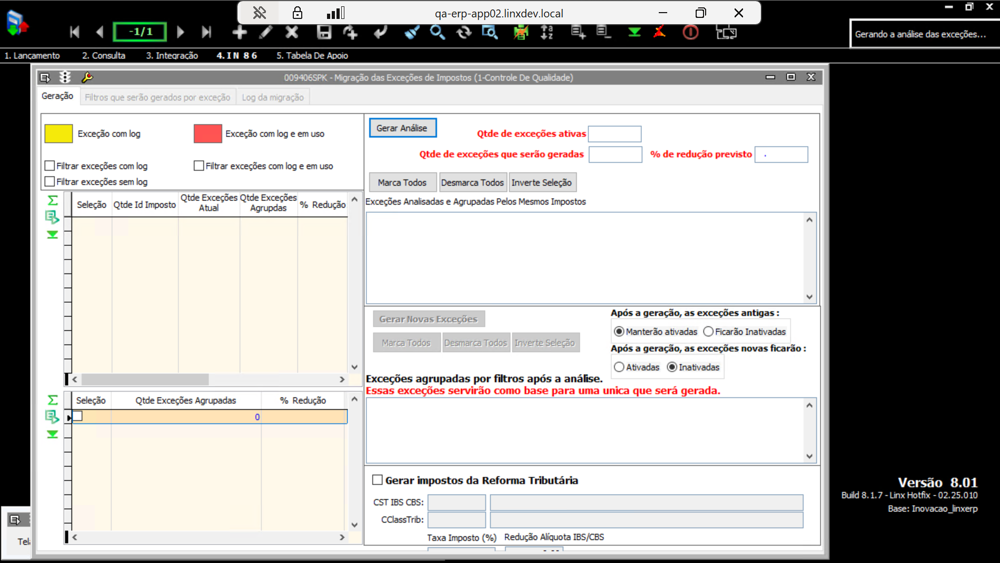 qa-erp-app02.linxdev.local
-1/1
Gerando a análise das exceções...
1. Lançamento
2. Consulta
3. Integração
4. I N 8 6
5. Tabela De Apoio
009406SPK - Migração das Exceções de Impostos (1-Controle De Qualidade)
Geração
Filtros que serão gerados por exceção
Log da migração
Exceção com log
Exceção com log e em uso
Filtrar exceções com log
Filtrar exceções com log e em uso
Filtrar exceções sem log
Gerar Análise
Qtde de exceções ativas
Qtde de exceções que serão geradas
% de redução previsto
.
Marca Todos
Desmarca Todos
Inverte Seleção
Exceções Analisadas e Agrupadas Pelos Mesmos Impostos
Seleção
Qtde Id Imposto
Qtde Exceções
Atual
Qtde Exceções
Agrupdas
% Redução
Gerar Novas Exceções
Marca Todos
Desmarca Todos
Inverte Seleção
Após a geração, as exceções antigas :
Manterão ativadas
Ficarão Inativadas
Após a geração, as exceções novas ficarão :
Ativadas
Inativadas
Exceções agrupadas por filtros após a análise.
Essas exceções servirão como base para uma unica que será gerada.
Seleção
Qtde Exceções Agrupadas
% Redução
0
Gerar impostos da Reforma Tributária
CST IBS CBS:
CClassTrib:
Taxa Imposto (%)
Redução Alíquota IBS/CBS
Versão 8.01
Build 8.1.7 - Linx Hotfix - 02.25.010
Base: Inovacao_linxerp